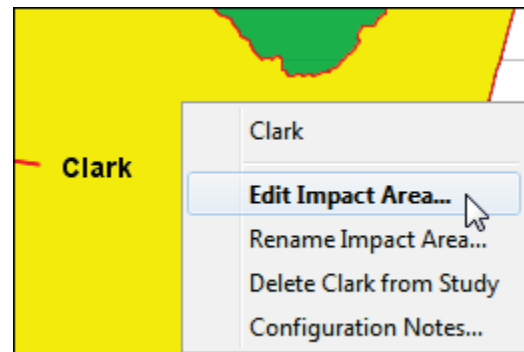 Clark
Clark
Edit Impact Area...
Rename Impact Area...
Delete Clark from Study
Configuration Notes...